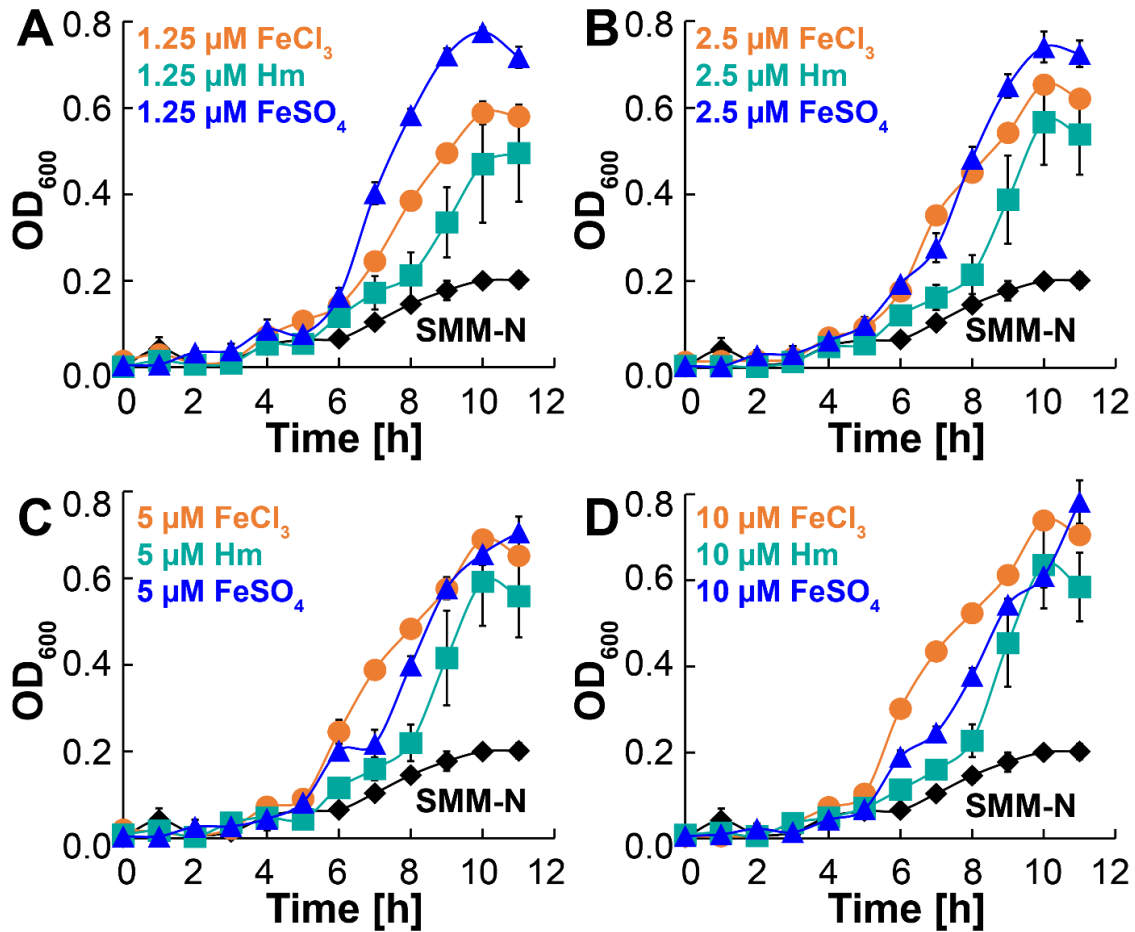 A
1.25 µM FeCl₃
1.25 µM Hm
1.25 µM FeSO₄
SMM-N
OD₆₀₀
0.8
0.6
0.4
0.2
0.0
0 2 4 6 8 10 12
Time [h]
B
2.5 µM FeCl₃
2.5 µM Hm
2.5 µM FeSO₄
SMM-N
OD₆₀₀
0.8
0.6
0.4
0.2
0.0
0 2 4 6 8 10 12
Time [h]
C
5 µM FeCl₃
5 µM Hm
5 µM FeSO₄
SMM-N
OD₆₀₀
0.8
0.6
0.4
0.2
0.0
0 2 4 6 8 10 12
Time [h]
D
10 µM FeCl₃
10 µM Hm
10 µM FeSO₄
SMM-N
OD₆₀₀
0.8
0.6
0.4
0.2
0.0
0 2 4 6 8 10 12
Time [h]